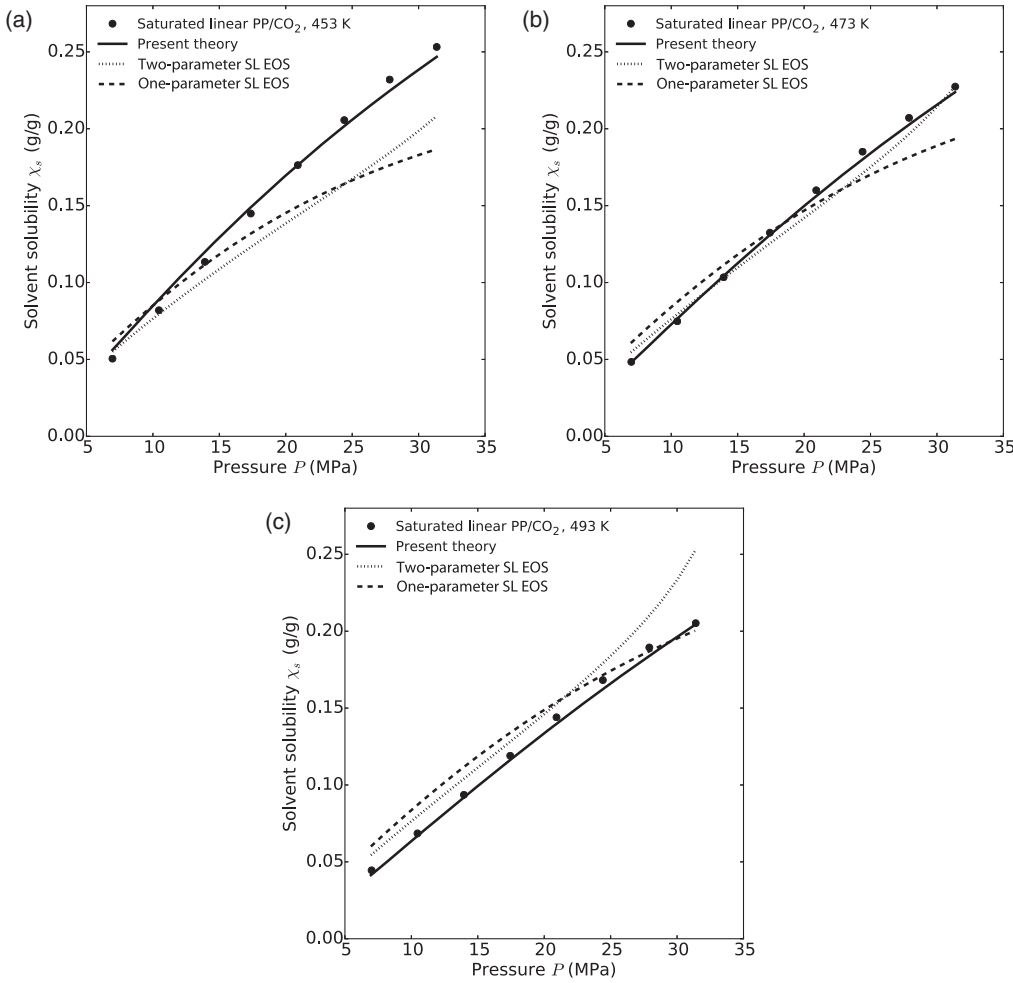 (a)
Saturated linear PP/CO₂, 453 K
Present theory
Two-parameter SL EOS
One-parameter SL EOS
Solvent solubility χₛ (g/g)
0.25
0.20
0.15
0.10
0.05
0.00
5 10 15 20 25 30 35
Pressure P (MPa)
(b)
Saturated linear PP/CO₂, 473 K
Present theory
Two-parameter SL EOS
One-parameter SL EOS
Solvent solubility χₛ (g/g)
0.25
0.20
0.15
0.10
0.05
0.00
5 10 15 20 25 30 35
Pressure P (MPa)
(c)
Saturated linear PP/CO₂, 493 K
Present theory
Two-parameter SL EOS
One-parameter SL EOS
Solvent solubility χₛ (g/g)
0.25
0.20
0.15
0.10
0.05
0.00
5 10 15 20 25 30 35
Pressure P (MPa)